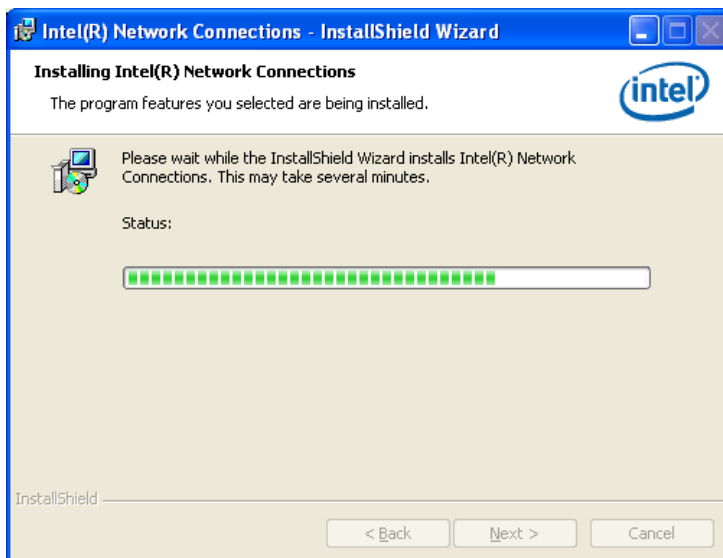 Intel(R) Network Connections - InstallShield Wizard
Installing Intel(R) Network Connections
The program features you selected are being installed.
intel
Please wait while the InstallShield Wizard installs Intel(R) Network
Connections. This may take several minutes.
Status:
InstallShield
< Back
Next >
Cancel